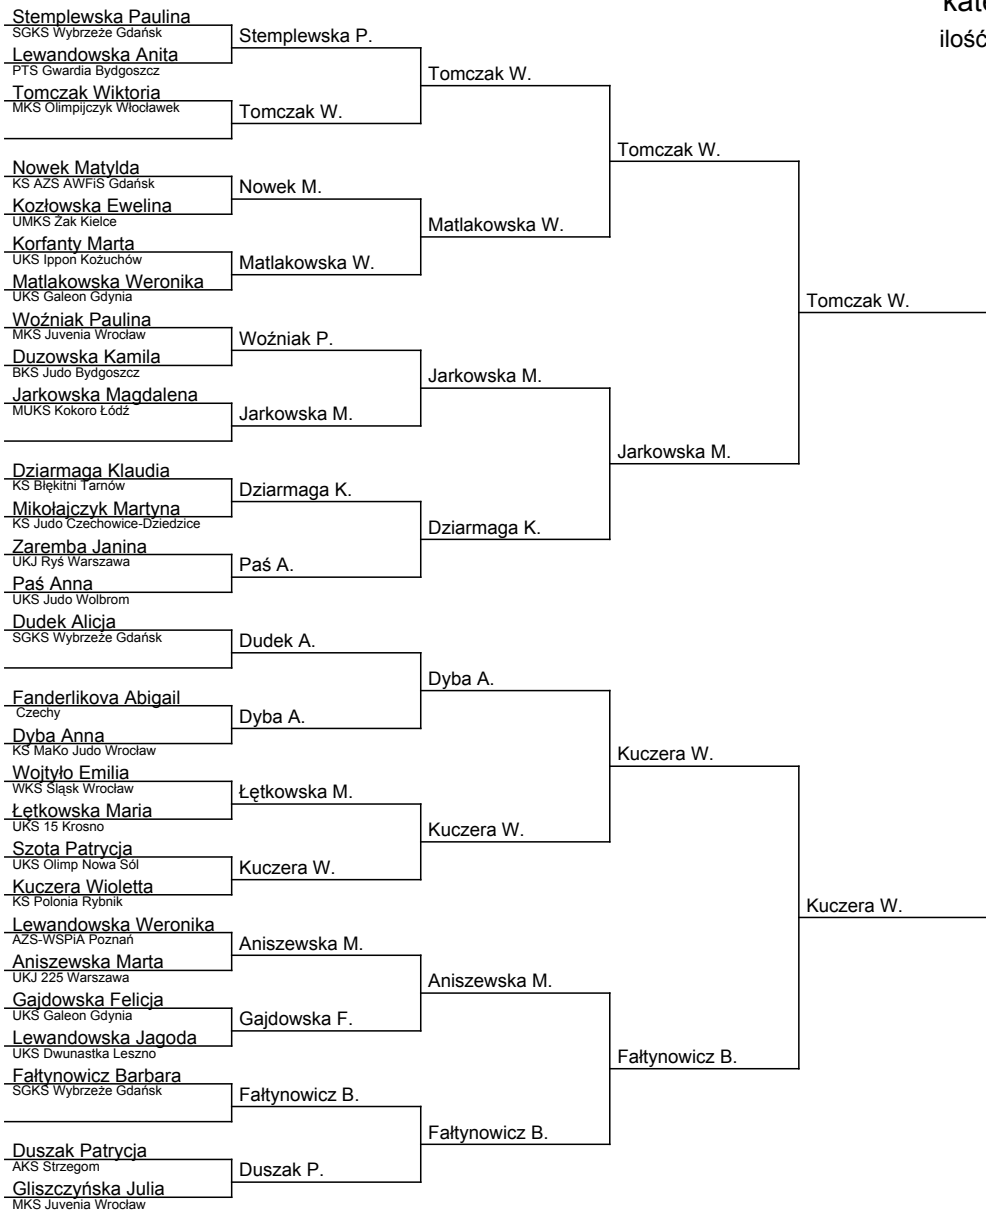 Stemplewska Paulina
SGKS Wybrzeże Gdańsk
Lewandowska Anita
PTS Gwardia Bydgoszcz
Tomczak Wiktoria
MKS Olimpijczyk Włocławek
Nowek Matylda
KS AZS AWFiS Gdańsk
Kozłowska Ewelina
UMKS Żak Kielce
Korfanty Marta
UKS Ippon Kożuchów
Matlakowska Weronika
UKS Galeon Gdynia
Woźniak Paulina
MKS Juvenia Wrocław
Duzowska Kamila
BKS Judo Bydgoszcz
Jarkowska Magdalena
MUKS Kokoro Łódź
Dziarmaga Klaudia
KS Błękitni Tarnów
Mikołajczyk Martyna
KS Judo Czechowice-Dziedzice
Zaremba Janina
UKJ Ryś Warszawa
Paś Anna
UKS Judo Wolbrom
Dudek Alicja
SGKS Wybrzeże Gdańsk
Fanderlikova Abigail
Czechy
Dyba Anna
KS MaKo Judo Wrocław
Wojtyło Emilia
WKS Śląsk Wrocław
Łętkowska Maria
UKS 15 Krosno
Szota Patrycja
UKS Olimp Nowa Sól
Kuczera Wioletta
KS Polonia Rybnik
Lewandowska Weronika
AZS-WSPiA Poznań
Aniszewska Marta
UKJ 225 Warszawa
Gajdowska Felicja
UKS Galeon Gdynia
Lewandowska Jagoda
UKS Dwunastka Leszno
Fałtynowicz Barbara
SGKS Wybrzeże Gdańsk
Duszak Patrycja
AKS Strzegom
Gliszczyńska Julia
MKS Juvenia Wrocław
Stemplewska P.
Tomczak W.
Nowek M.
Matlakowska W.
Woźniak P.
Jarkowska M.
Dziarmaga K.
Paś A.
Dudek A.
Dyba A.
Łętkowska M.
Kuczera W.
Aniszewska M.
Gajdowska F.
Fałtynowicz B.
Duszak P.
Tomczak W.
Matlakowska W.
Jarkowska M.
Dziarmaga K.
Dyba A.
Kuczera W.
Aniszewska M.
Fałtynowicz B.
Tomczak W.
Jarkowska M.
Kuczera W.
Fałtynowicz B.
Tomczak W.
Kuczera W.
ilość